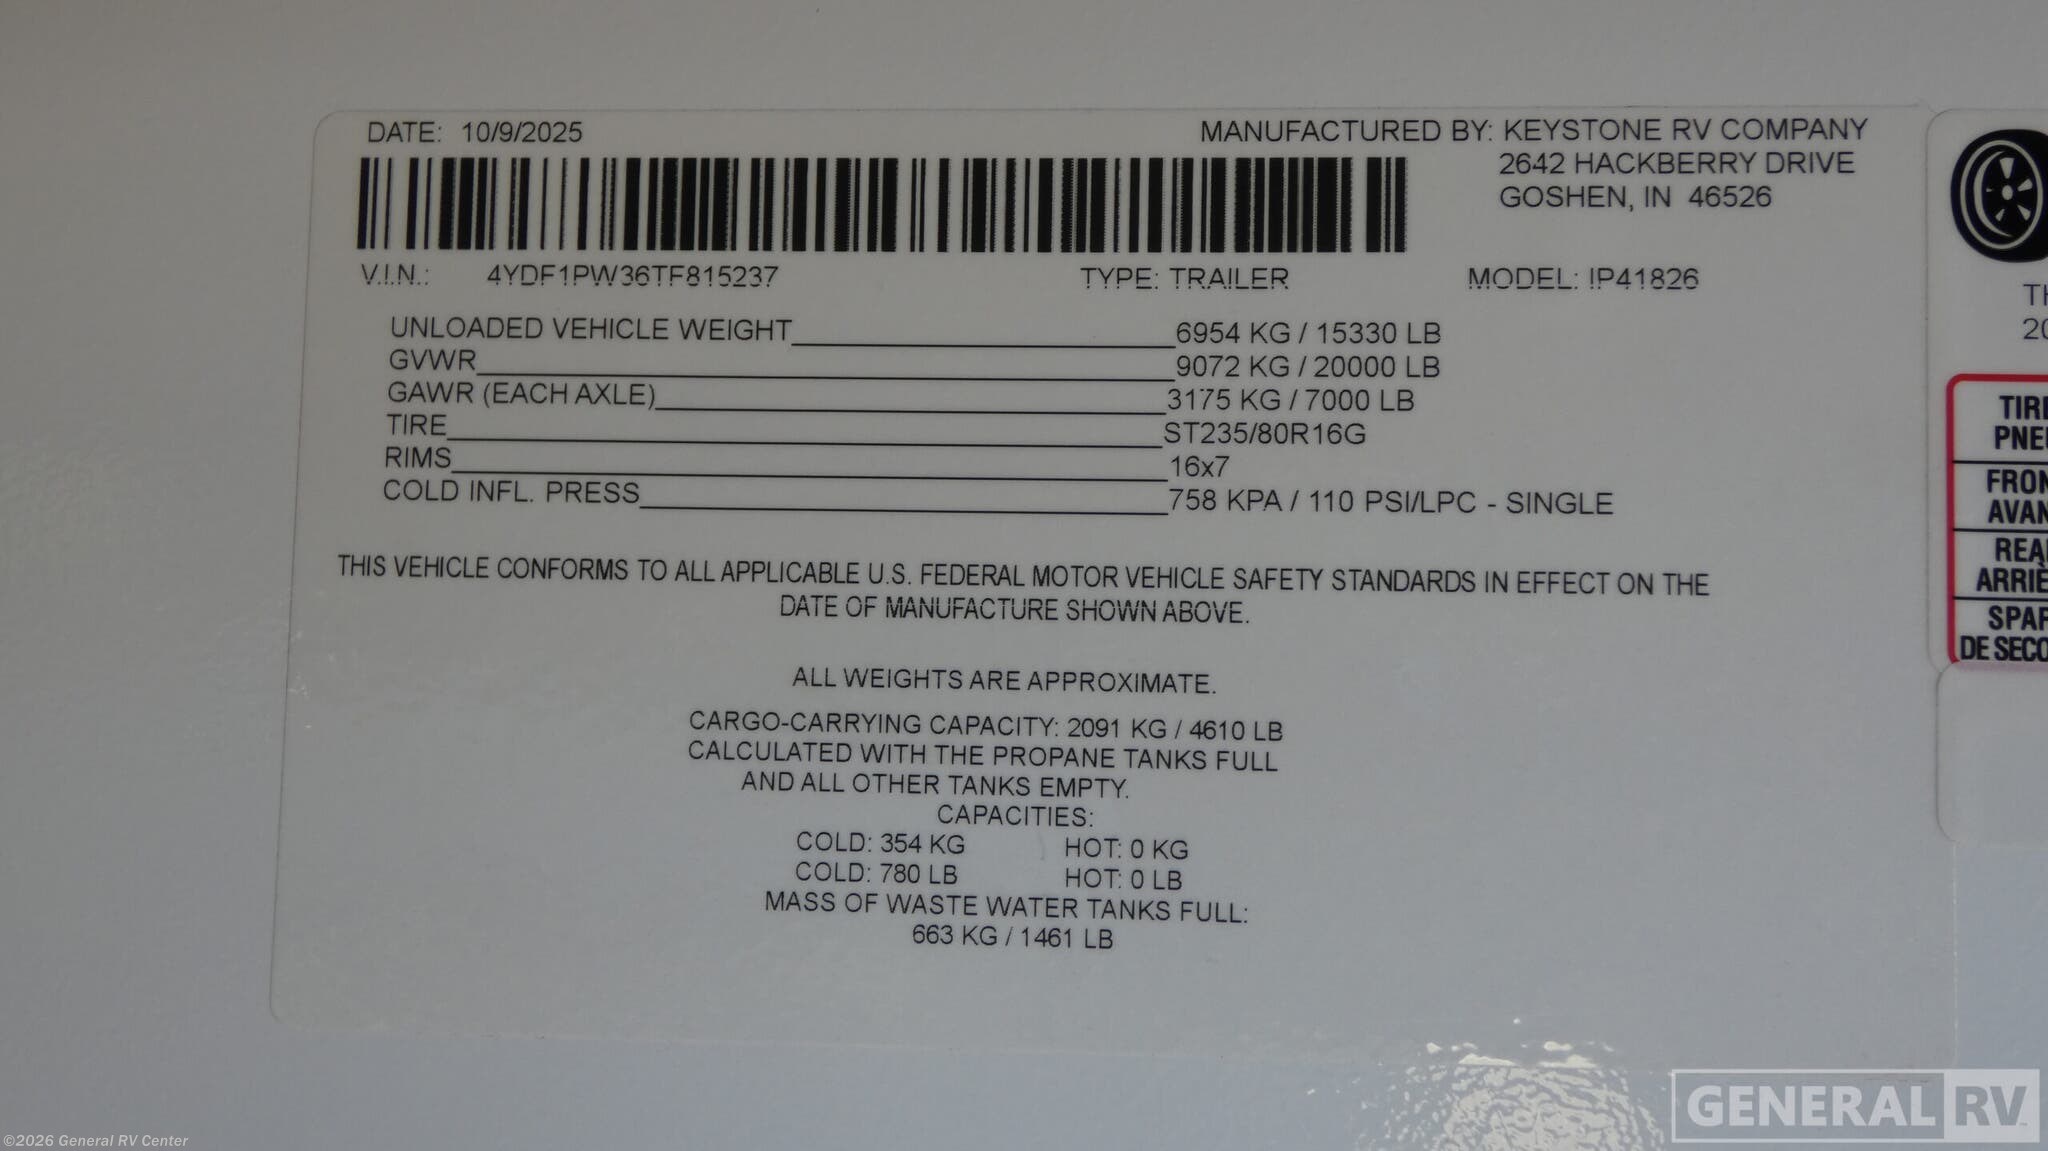 DATE: 10/9/2025
MANUFACTURED BY: KEYSTONE RV COMPANY
2642 HACKBERRY DRIVE
GOSHEN, IN 46526
V.I.N.: 4YDF1PW36TF815237 TYPE: TRAILER MODEL: IP41826
UNLOADED VEHICLE WEIGHT 6954 KG / 15330 LB
GVWR 9072 KG / 20000 LB
GAWR (EACH AXLE) 3175 KG / 7000 LB
TIRE ST235/80R16G
RIMS 16x7
COLD INFL. PRESS 758 KPA / 110 PSI/LPC - SINGLE
THIS VEHICLE CONFORMS TO ALL APPLICABLE U.S. FEDERAL MOTOR VEHICLE SAFETY STANDARDS IN EFFECT ON THE
DATE OF MANUFACTURE SHOWN ABOVE.
ALL WEIGHTS ARE APPROXIMATE.
CARGO-CARRYING CAPACITY: 2091 KG / 4610 LB
CALCULATED WITH THE PROPANE TANKS FULL
AND ALL OTHER TANKS EMPTY.
CAPACITIES:
COLD: 354 KG HOT: 0 KG
COLD: 780 LB HOT: 0 LB
MASS OF WASTE WATER TANKS FULL:
663 KG / 1461 LB
©2026 General RV Center
GENERAL RV